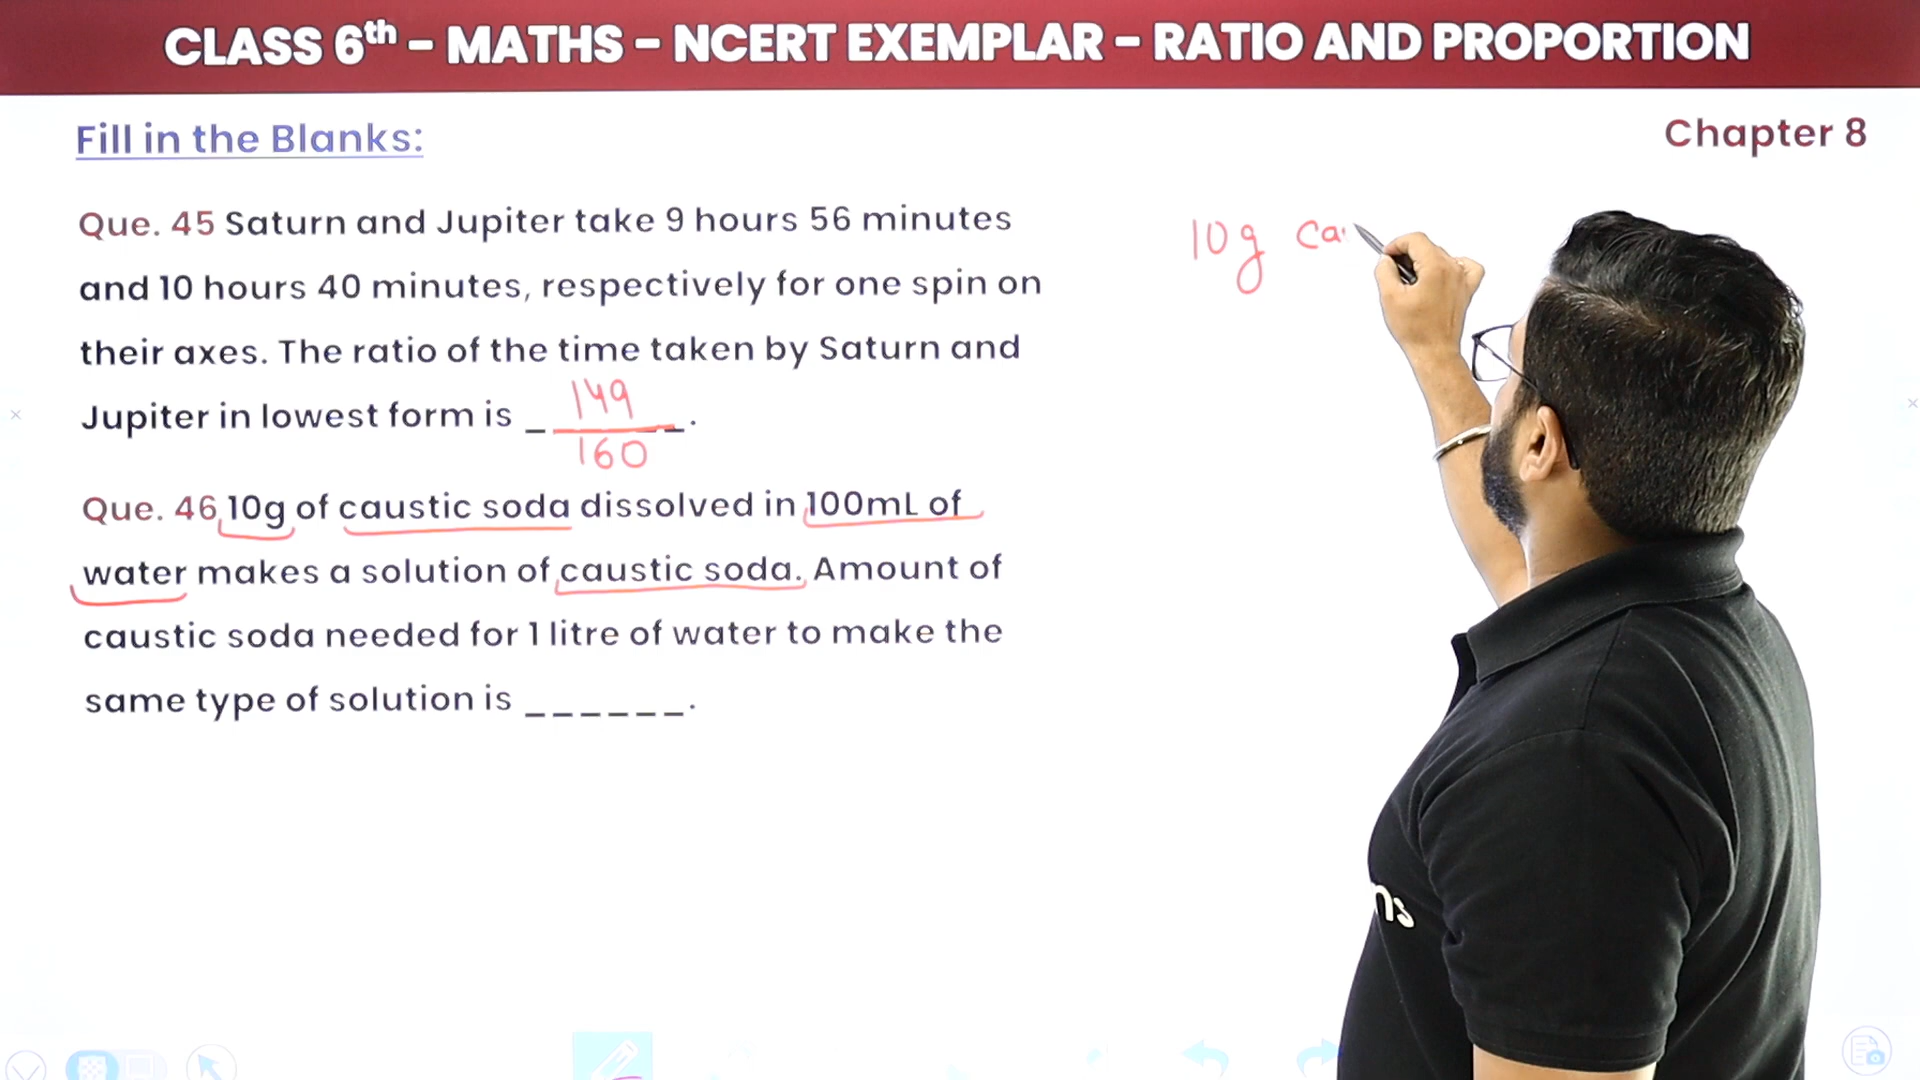 CLASS 6th - MATHS - NCERT EXEMPLAR - RATIO AND PROPORTION
Fill in the Blanks:
Chapter 8
Que. 45 Saturn and Jupiter take 9 hours 56 minutes
and 10 hours 40 minutes, respectively for one spin on
their axes. The ratio of the time taken by Saturn and
Jupiter in lowest form is _ 149/160 _.
Que. 46 10g of caustic soda dissolved in 100mL of
water makes a solution of caustic soda. Amount of
caustic soda needed for 1 litre of water to make the
same type of solution is ______.
10g ca
ns